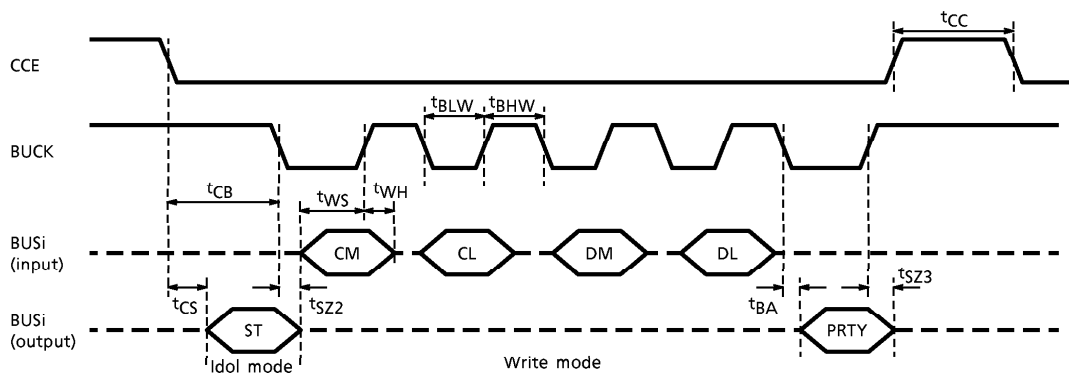 tCC
CCE
tBLW
tBHW
BUCK
tCB
tWS
tWH
BUSi
(input)
CM
CL
DM
DL
tCS
tSZ2
tBA
tSZ3
BUSi
(output)
ST
PRTY
Idol mode
Write mode